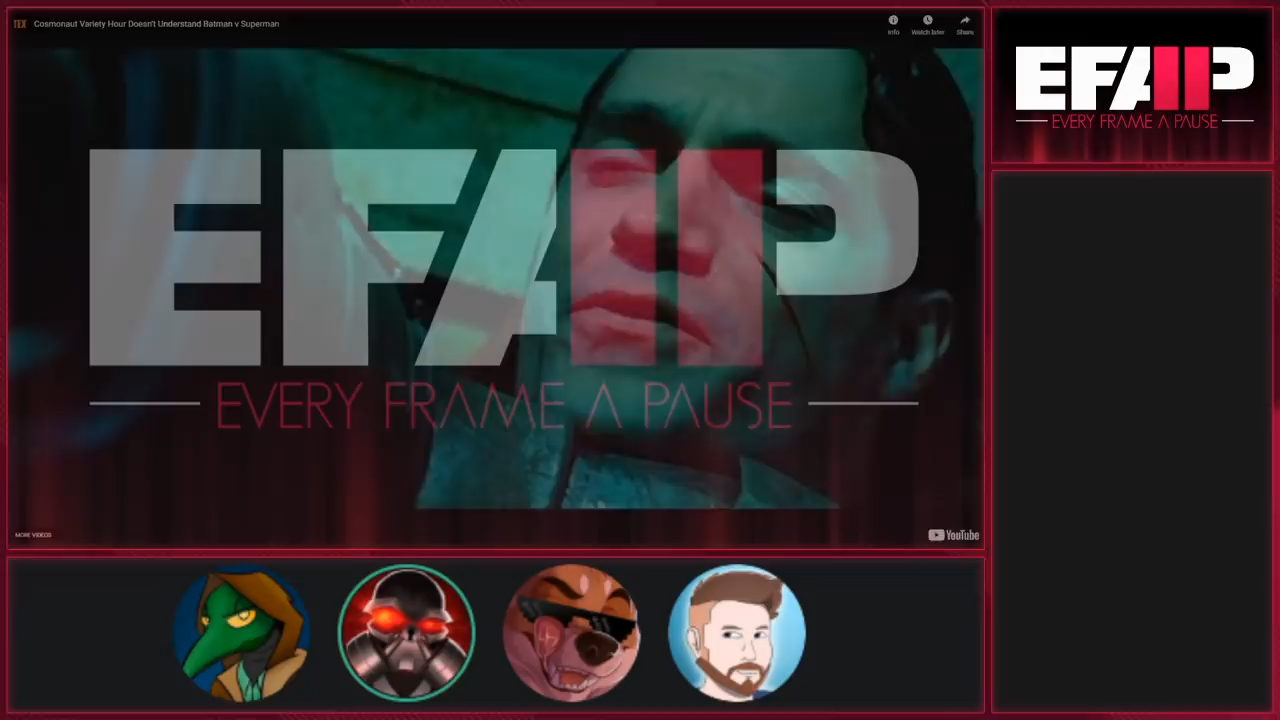 TEX Cosmonaut Variety Hour Doesn't Understand Batman v Superman
Info
Watch later
Share
EFAP
EVERY FRAME A PAUSE
MORE VIDEOS
YouTube
EFAP
EVERY FRAME A PAUSE